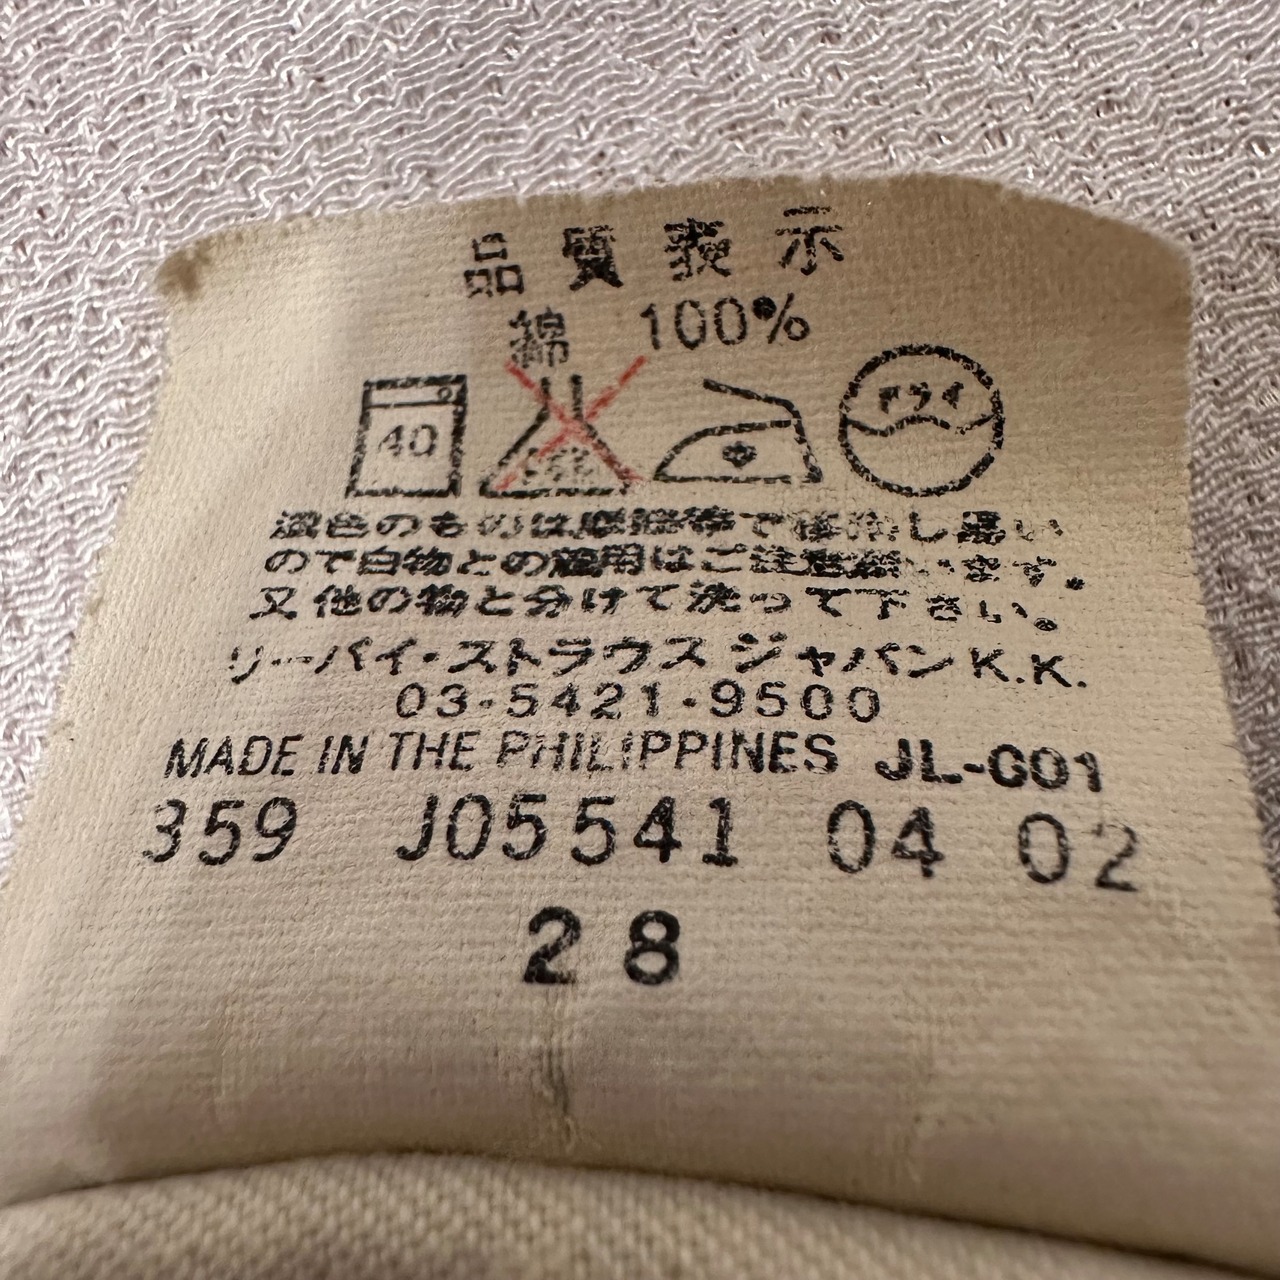 品質表示
綿 100%
40 ドライ
濃色のものは摩擦等で移染し易い
ので白物との着用はご注意願います。
又他の物と分けて洗って下さい。
リーバイ・ストラウス ジャパンK.K.
03-5421-9500
MADE IN THE PHILIPPINES JL-G01
359 J05541 04 02
28